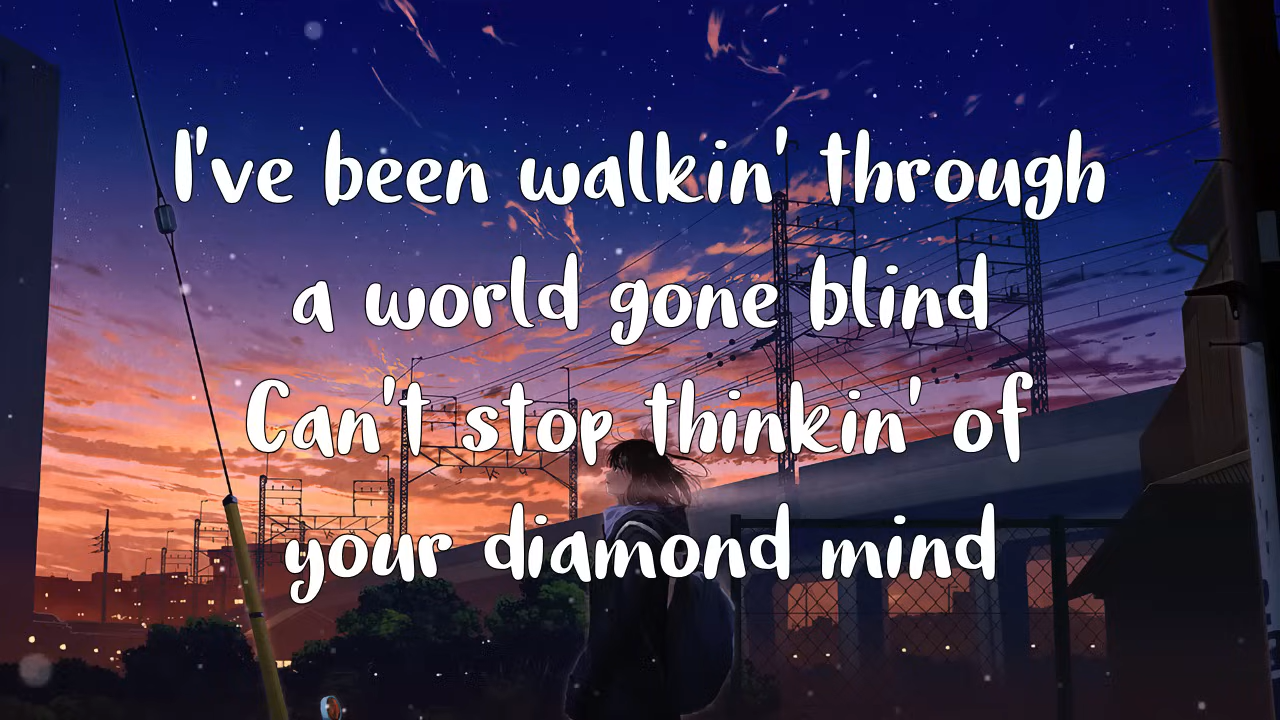 I've been walkin' through
a world gone blind
Can't stop thinkin' of
your diamond mind